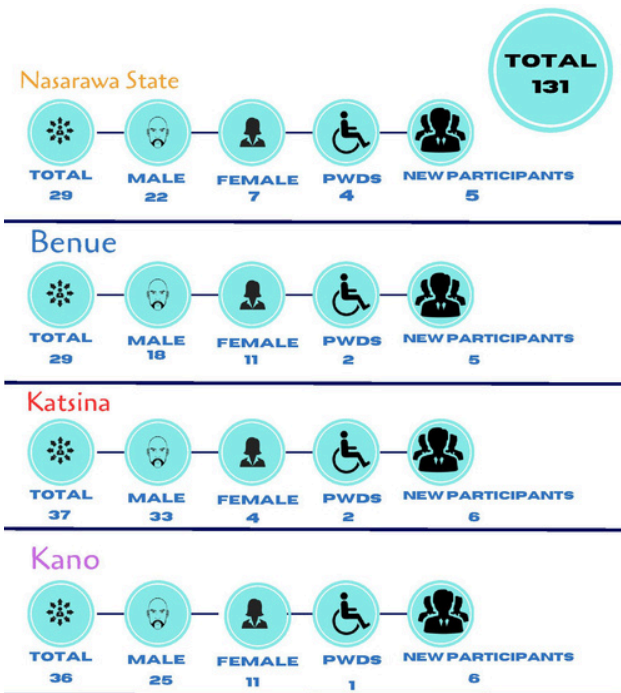 TOTAL
131
Nasarawa State
TOTAL MALE FEMALE PWDS NEW PARTICIPANTS
29 22 7 4 5
Benue
TOTAL MALE FEMALE PWDS NEW PARTICIPANTS
29 18 11 2 5
Katsina
TOTAL MALE FEMALE PWDS NEW PARTICIPANTS
37 33 4 2 6
Kano
TOTAL MALE FEMALE PWDS NEW PARTICIPANTS
36 25 11 1 6